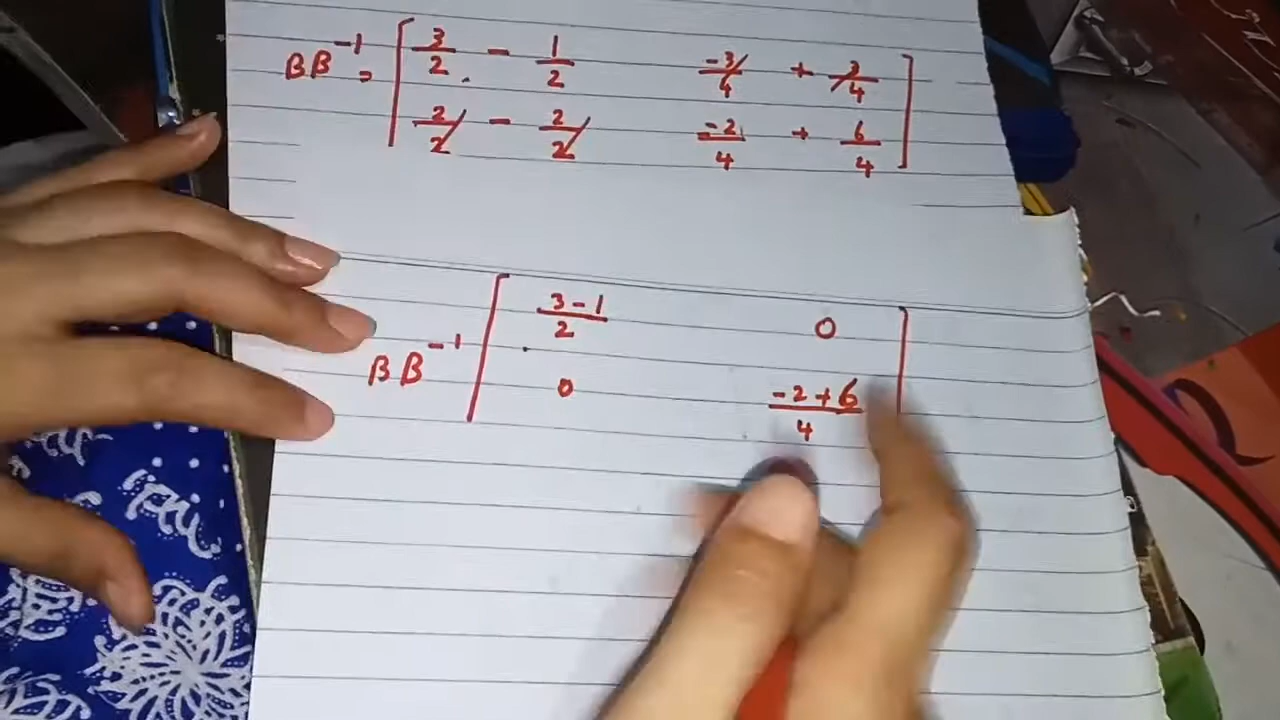 BB⁻¹ = [ 3/2 - 1/2   -3/4 + 3/4 ]
[ 2/2 - 2/2   -2/4 + 6/4 ]
BB⁻¹ [ 3-1/2   0 ]
[ 0   -2+6/4 ]